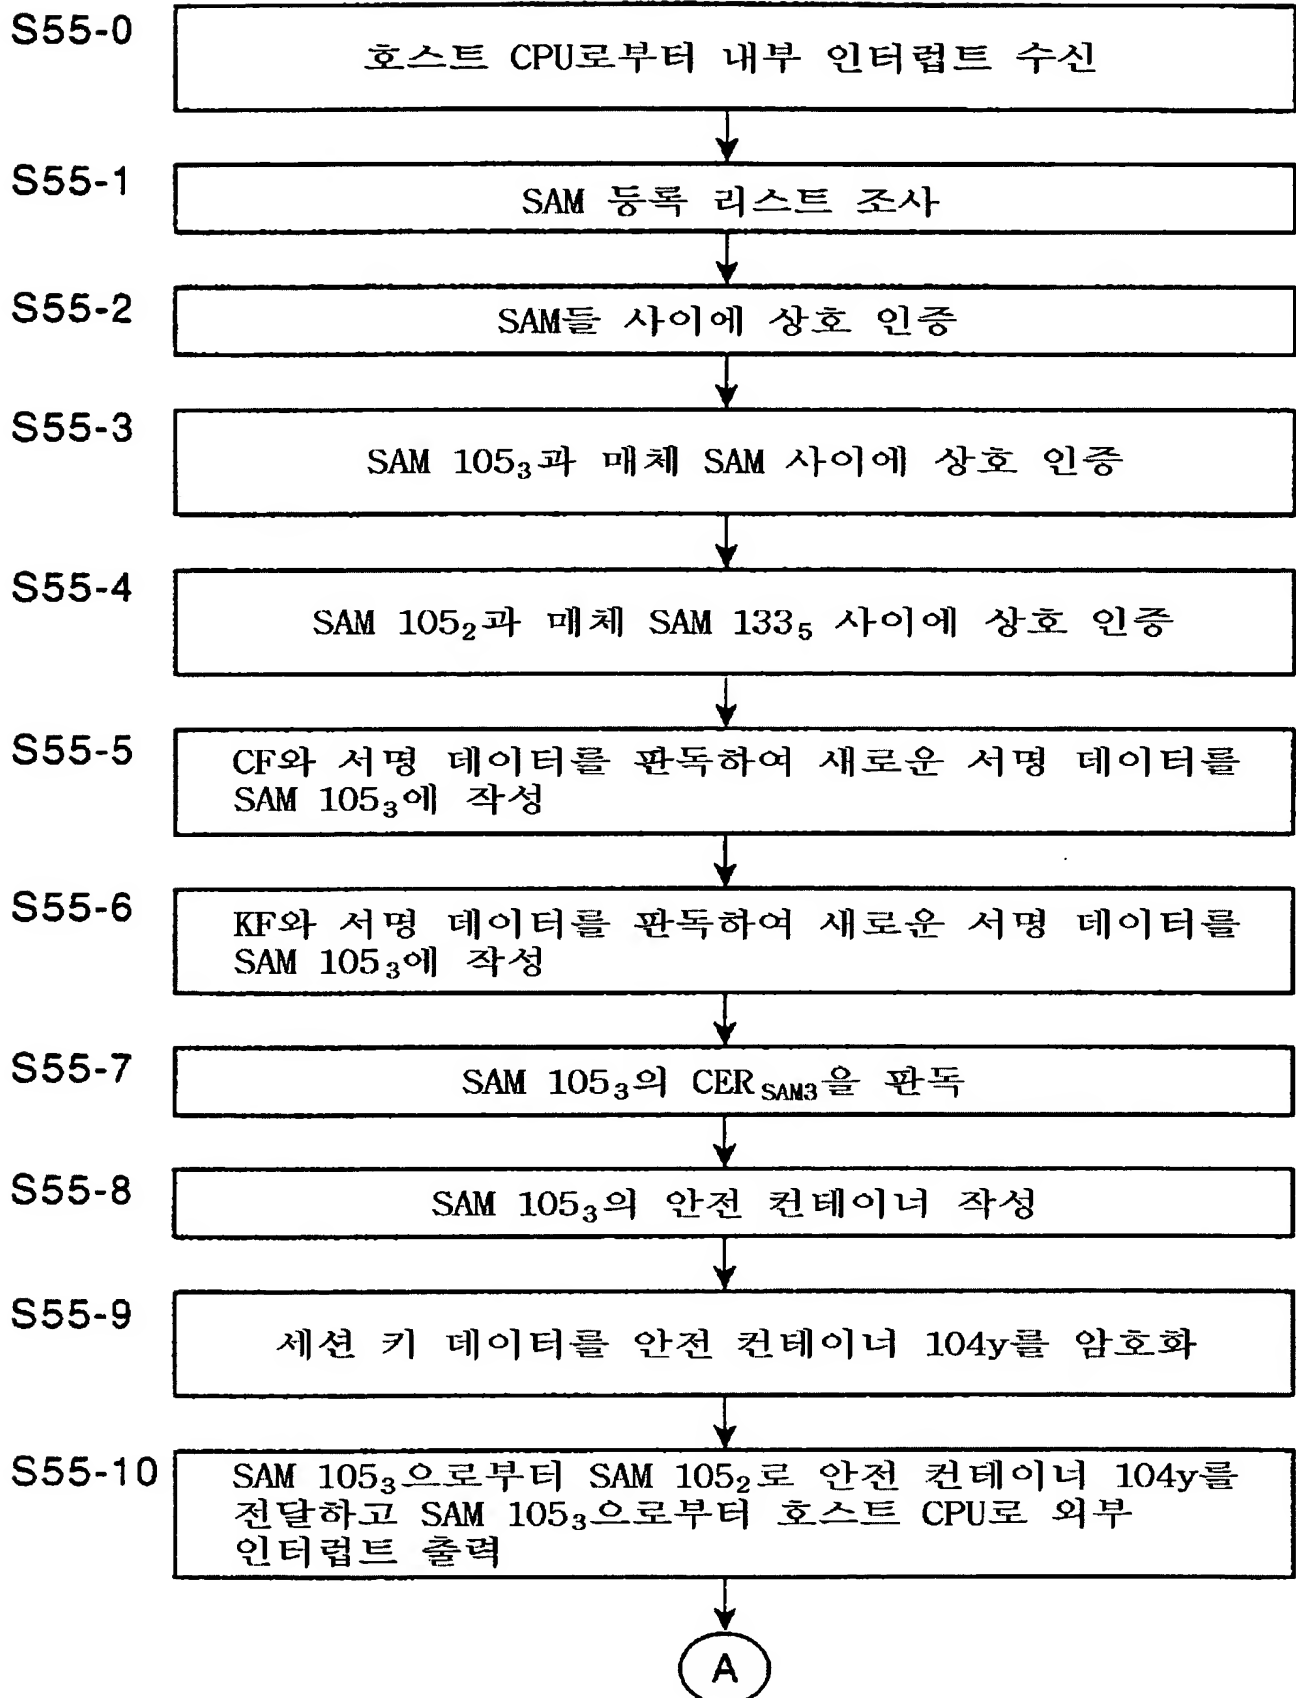 S55-0
호스트 CPU로부터 내부 인터럽트 수신
S55-1
SAM 등록 리스트 조사
S55-2
SAM들 사이에 상호 인증
S55-3
SAM 105₃과 매체 SAM 사이에 상호 인증
S55-4
SAM 105₂과 매체 SAM 133₅ 사이에 상호 인증
S55-5
CF와 서명 데이터를 판독하여 새로운 서명 데이터를
SAM 105₃에 작성
S55-6
KF와 서명 데이터를 판독하여 새로운 서명 데이터를
SAM 105₃에 작성
S55-7
SAM 105₃의 CER SAM3을 판독
S55-8
SAM 105₃의 안전 컨테이너 작성
S55-9
세션 키 데이터를 안전 컨테이너 104y를 암호화
S55-10
SAM 105₃으로부터 SAM 105₂로 안전 컨테이너 104y를
전달하고 SAM 105₃으로부터 호스트 CPU로 외부
인터럽트 출력
A